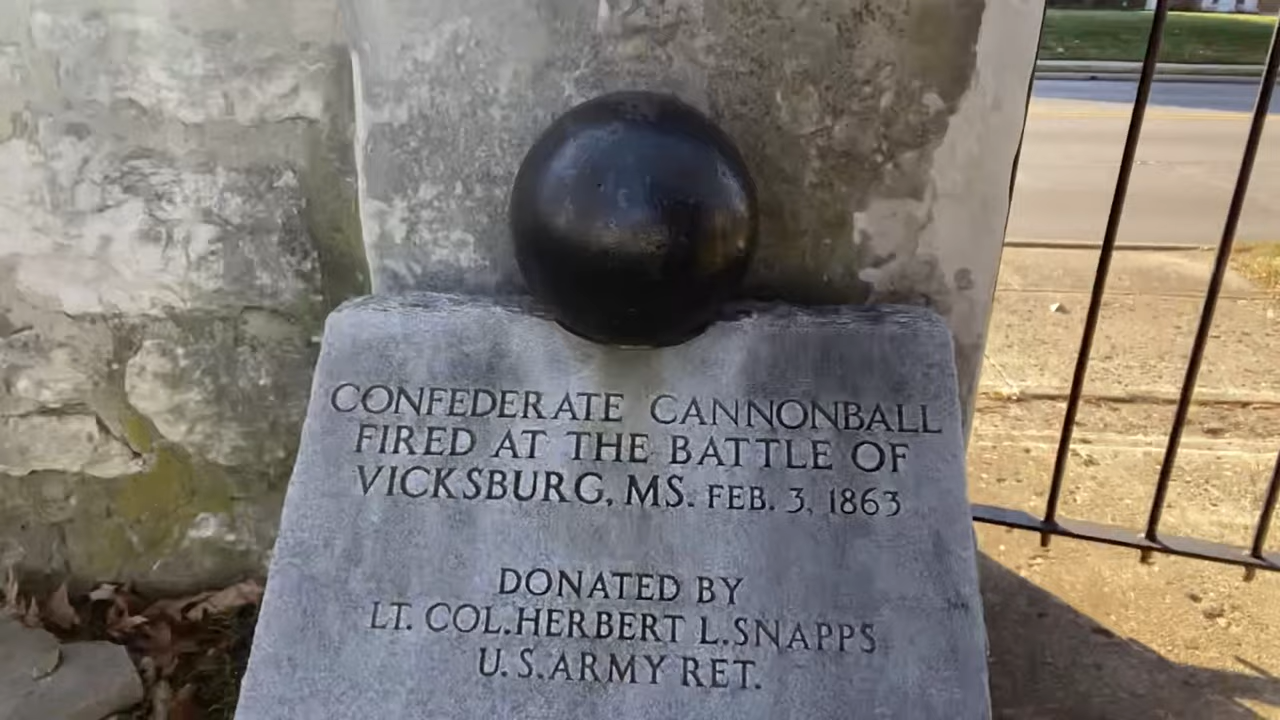 CONFEDERATE CANNONBALL
FIRED AT THE BATTLE OF
VICKSBURG, MS. FEB. 3, 1863
DONATED BY
LT. COL.HERBERT L.SNAPPS
U.S.ARMY RET.